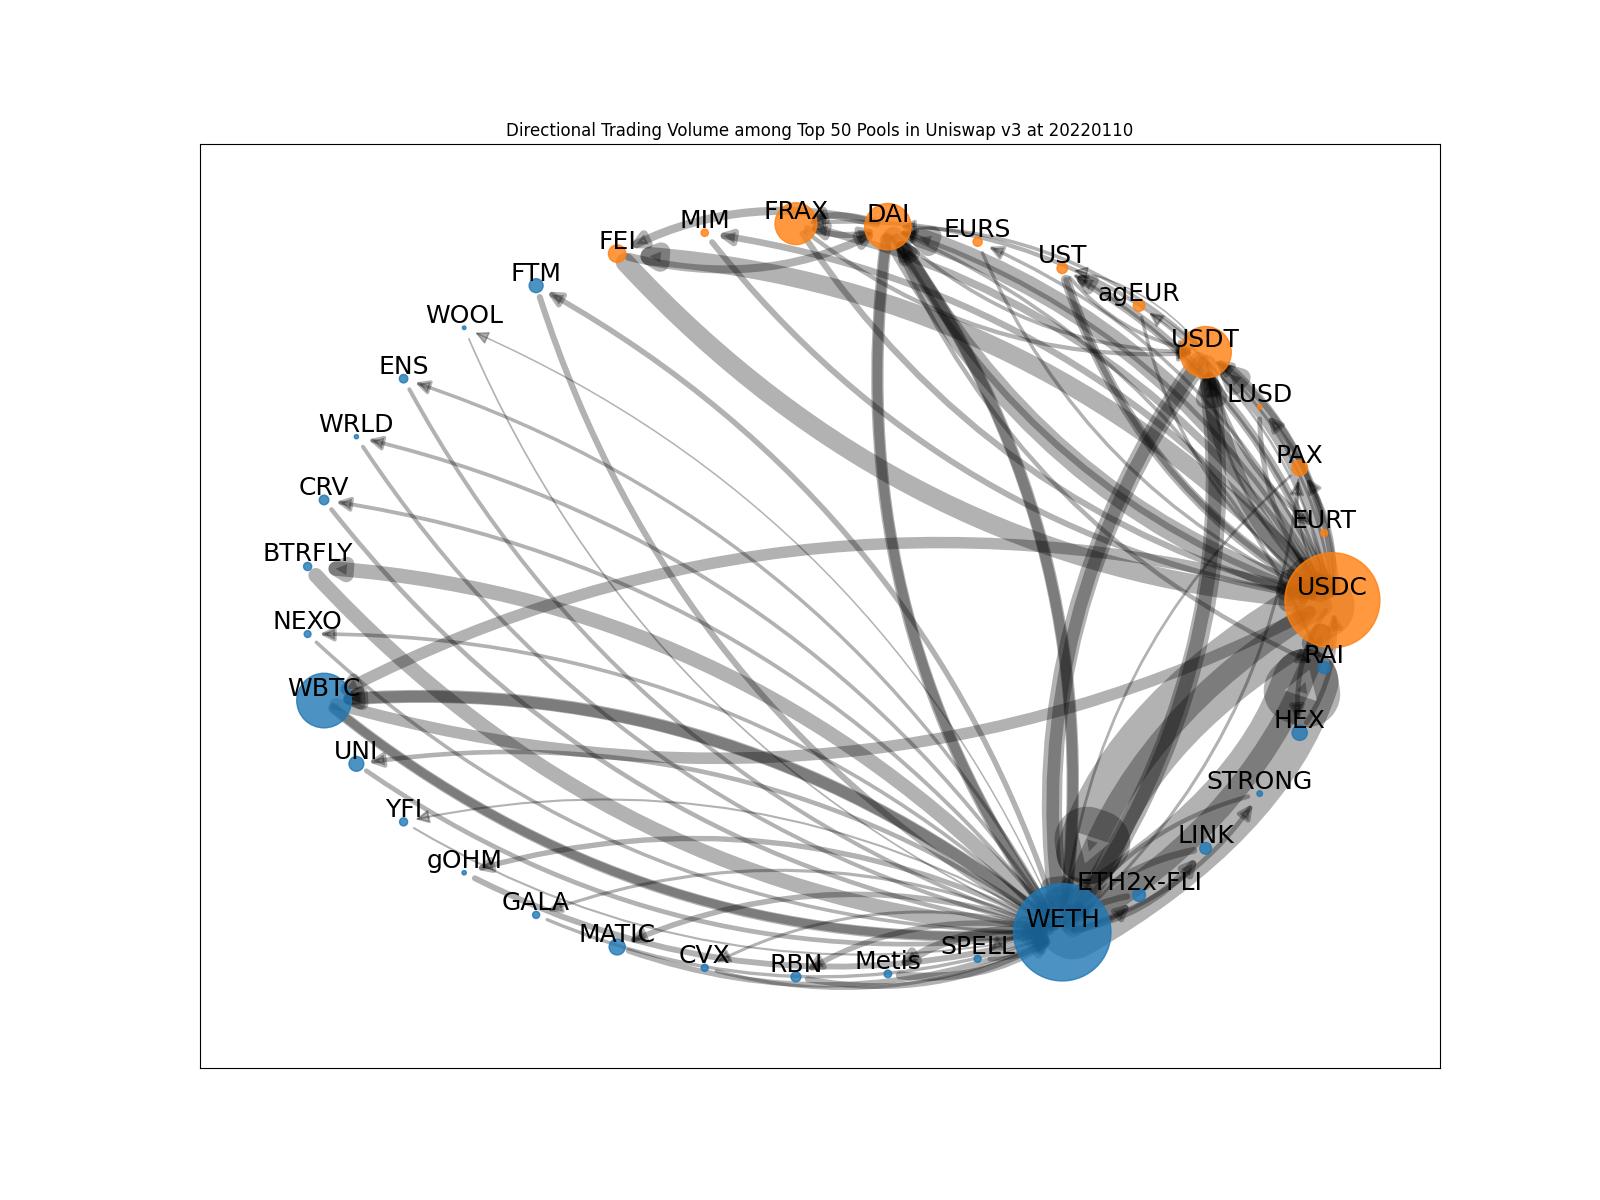 Directional Trading Volume among Top 50 Pools in Uniswap v3 at 20220110
FRAX
DAI
MIM
EURS
FEI
UST
FTM
agEUR
WOOL
USDT
ENS
LUSD
WRLD
PAX
CRV
EURT
BTRFLY
USDC
NEXO
RAI
WBTC
HEX
UNI
STRONG
YFI
LINK
gOHM
ETH2x-FLI
GALA
WETH
MATIC
SPELL
CVX
Metis
RBN